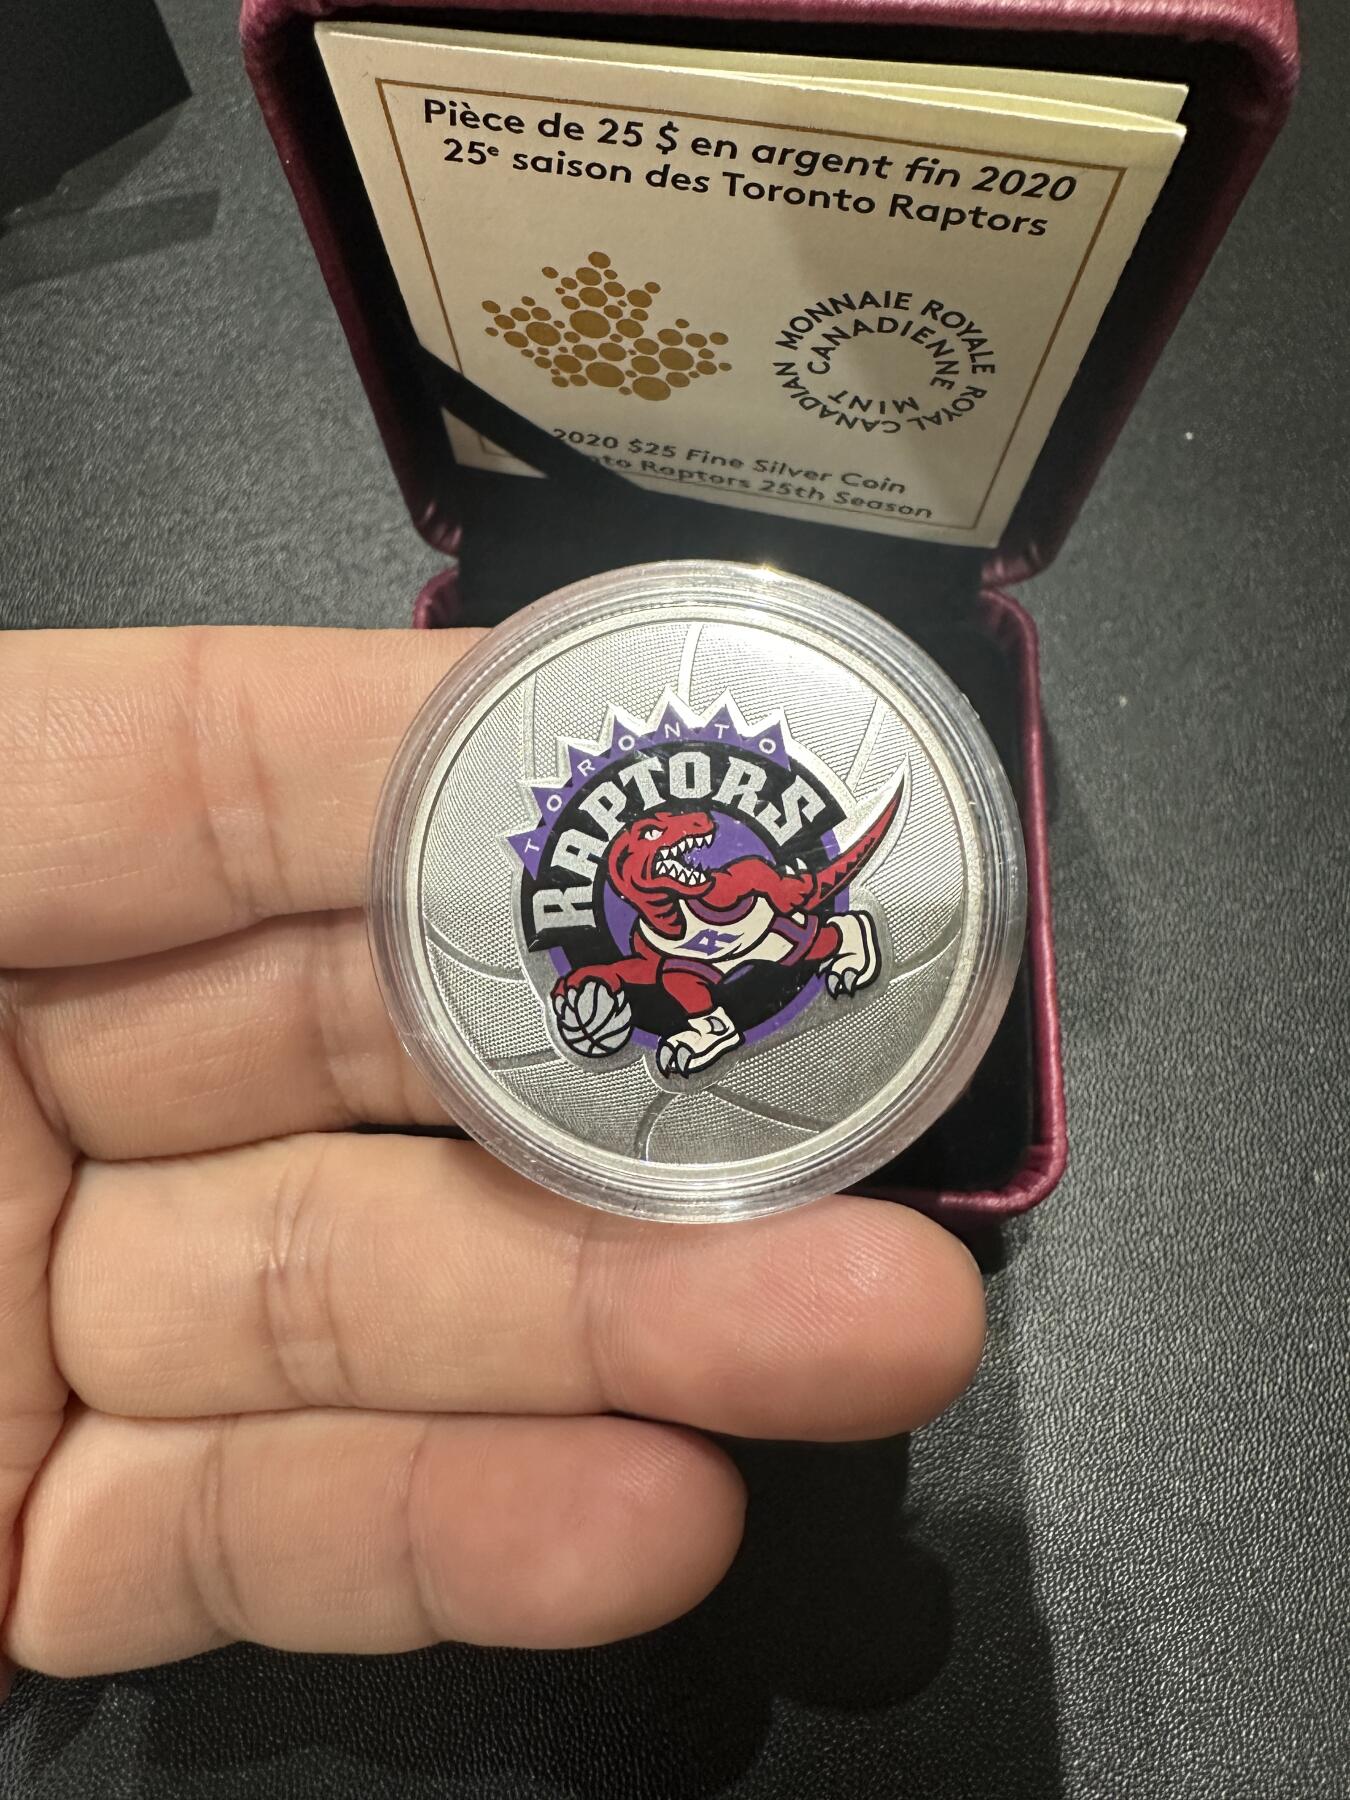 Pièce de 25 $ en argent fin 2020
25e saison des Toronto Raptors
MONNAIE ROYALE
CANADIENNE
ROYAL CANADIAN
MINT
2020 $25 Fine Silver Coin
Raptors 25th Season
TORONTO
RAPTORS